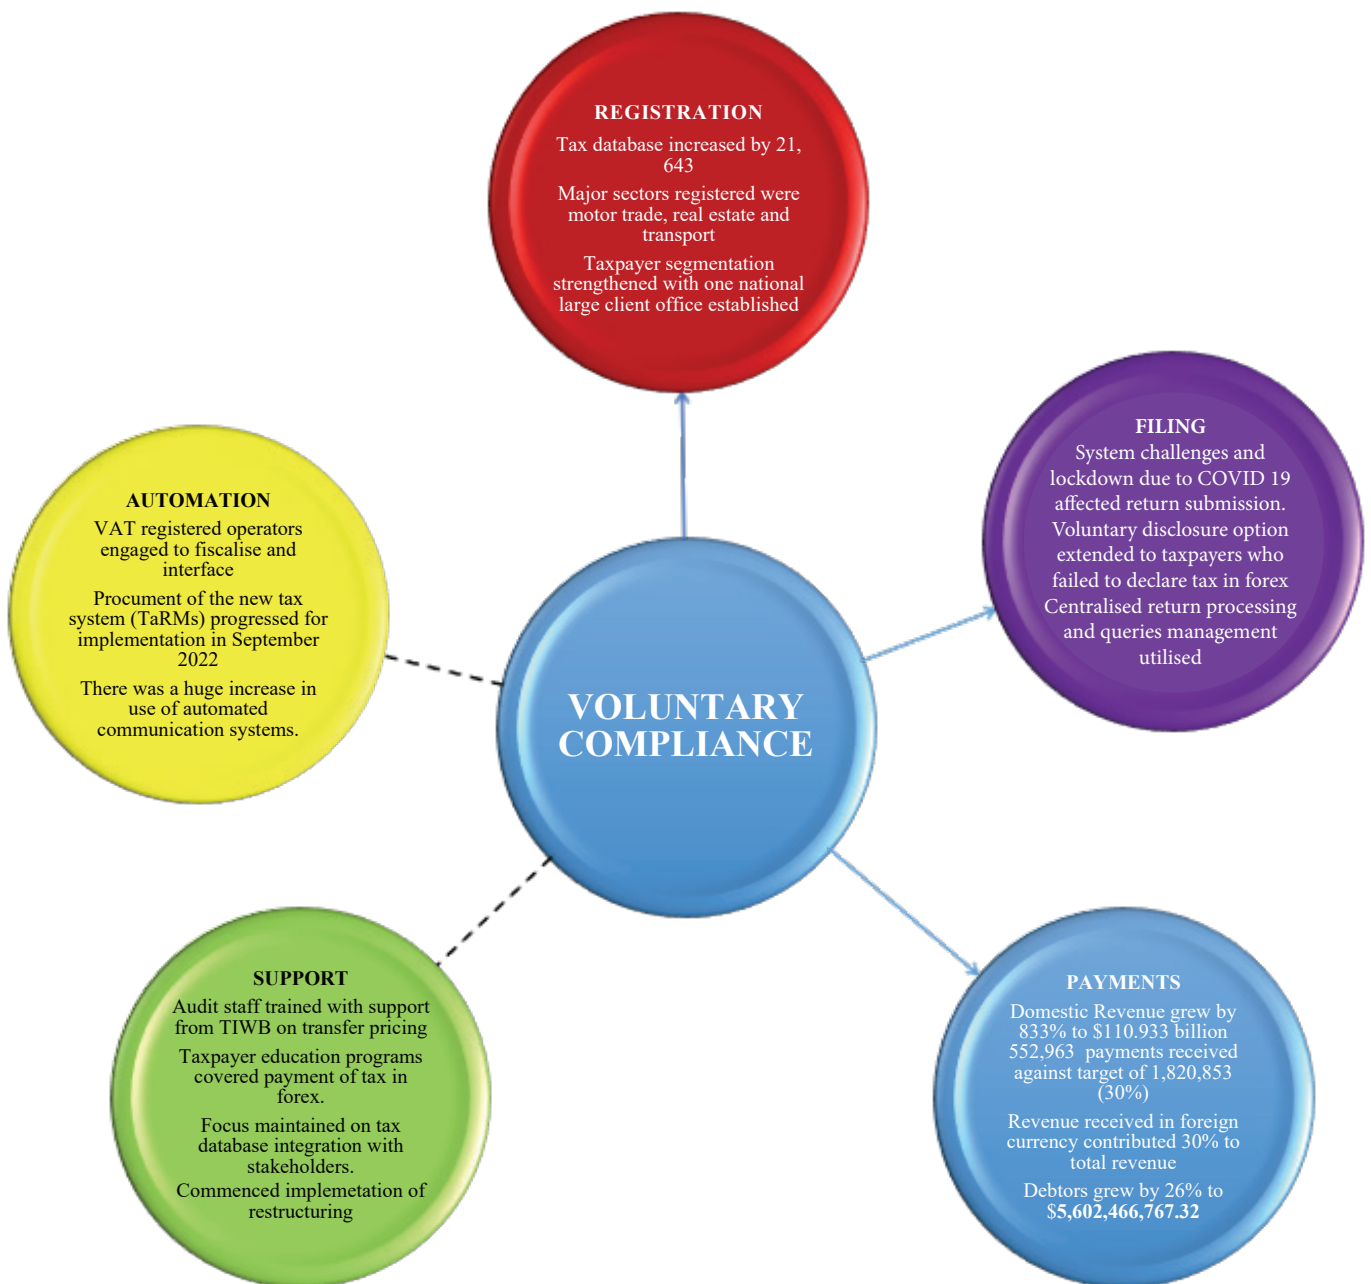 REGISTRATION
Tax database increased by 21,
643
Major sectors registered were
motor trade, real estate and
transport
Taxpayer segmentation
strengthened with one national
large client office established
FILING
System challenges and
lockdown due to COVID 19
affected return submission.
Voluntary disclosure option
extended to taxpayers who
failed to declare tax in forex
Centralised return processing
and queries management
utilised
AUTOMATION
VAT registered operators
engaged to fiscalise and
interface
Procument of the new tax
system (TaRMs) progressed for
implementation in September
2022
There was a huge increase in
use of automated
communication systems.
VOLUNTARY
COMPLIANCE
SUPPORT
Audit staff trained with support
from TIWB on transfer pricing
Taxpayer education programs
covered payment of tax in
forex.
Focus maintained on tax
database integration with
stakeholders.
Commenced implemetation of
restructuring
PAYMENTS
Domestic Revenue grew by
833% to $110.933 billion
552,963 payments received
against target of 1,820,853
(30%)
Revenue received in foreign
currency contributed 30% to
total revenue
Debtors grew by 26% to
$5,602,466,767.32